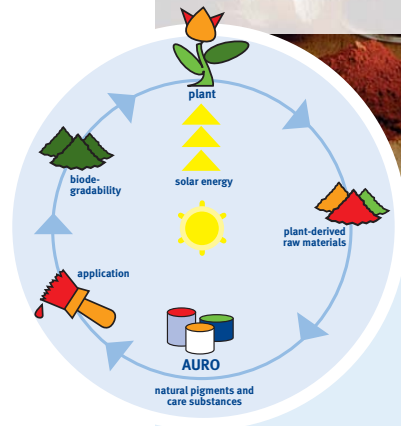 plant
solar energy
plant-derived
raw materials
AURO
natural pigments and
care substances
application
biode-
gradability